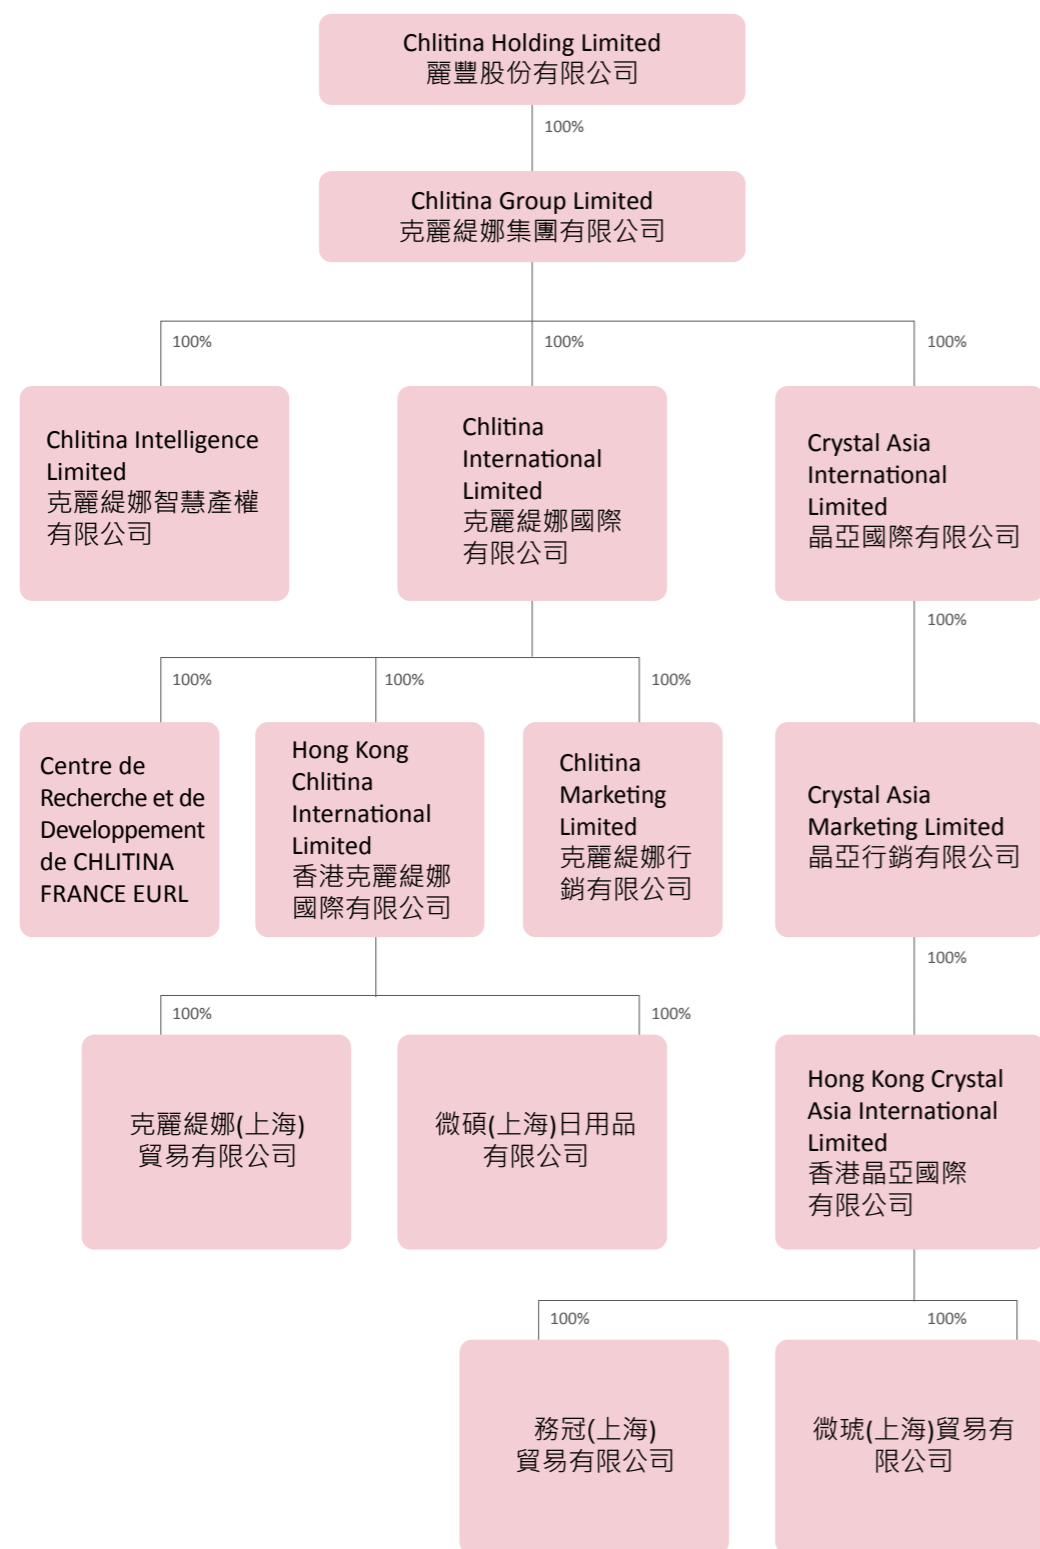 Chlitina Holding Limited
麗豐股份有限公司
100%
Chlitina Group Limited
克麗緹娜集團有限公司
100%
100%
100%
Chlitina Intelligence
Limited
克麗緹娜智慧產權
有限公司
Chlitina
International
Limited
克麗緹娜國際
有限公司
Crystal Asia
International
Limited
晶亞國際有限公司
100%
100%
100%
100%
Centre de
Recherche et de
Developpement
de CHLITINA
FRANCE EURL
Hong Kong
Chlitina
International
Limited
香港克麗緹娜
國際有限公司
Chlitina
Marketing
Limited
克麗緹娜行
銷有限公司
Crystal Asia
Marketing Limited
晶亞行銷有限公司
100%
100%
100%
克麗緹娜(上海)
貿易有限公司
微碩(上海)日用品
有限公司
Hong Kong Crystal
Asia International
Limited
香港晶亞國際
有限公司
100%
100%
務冠(上海)
貿易有限公司
微琥(上海)貿易有
限公司